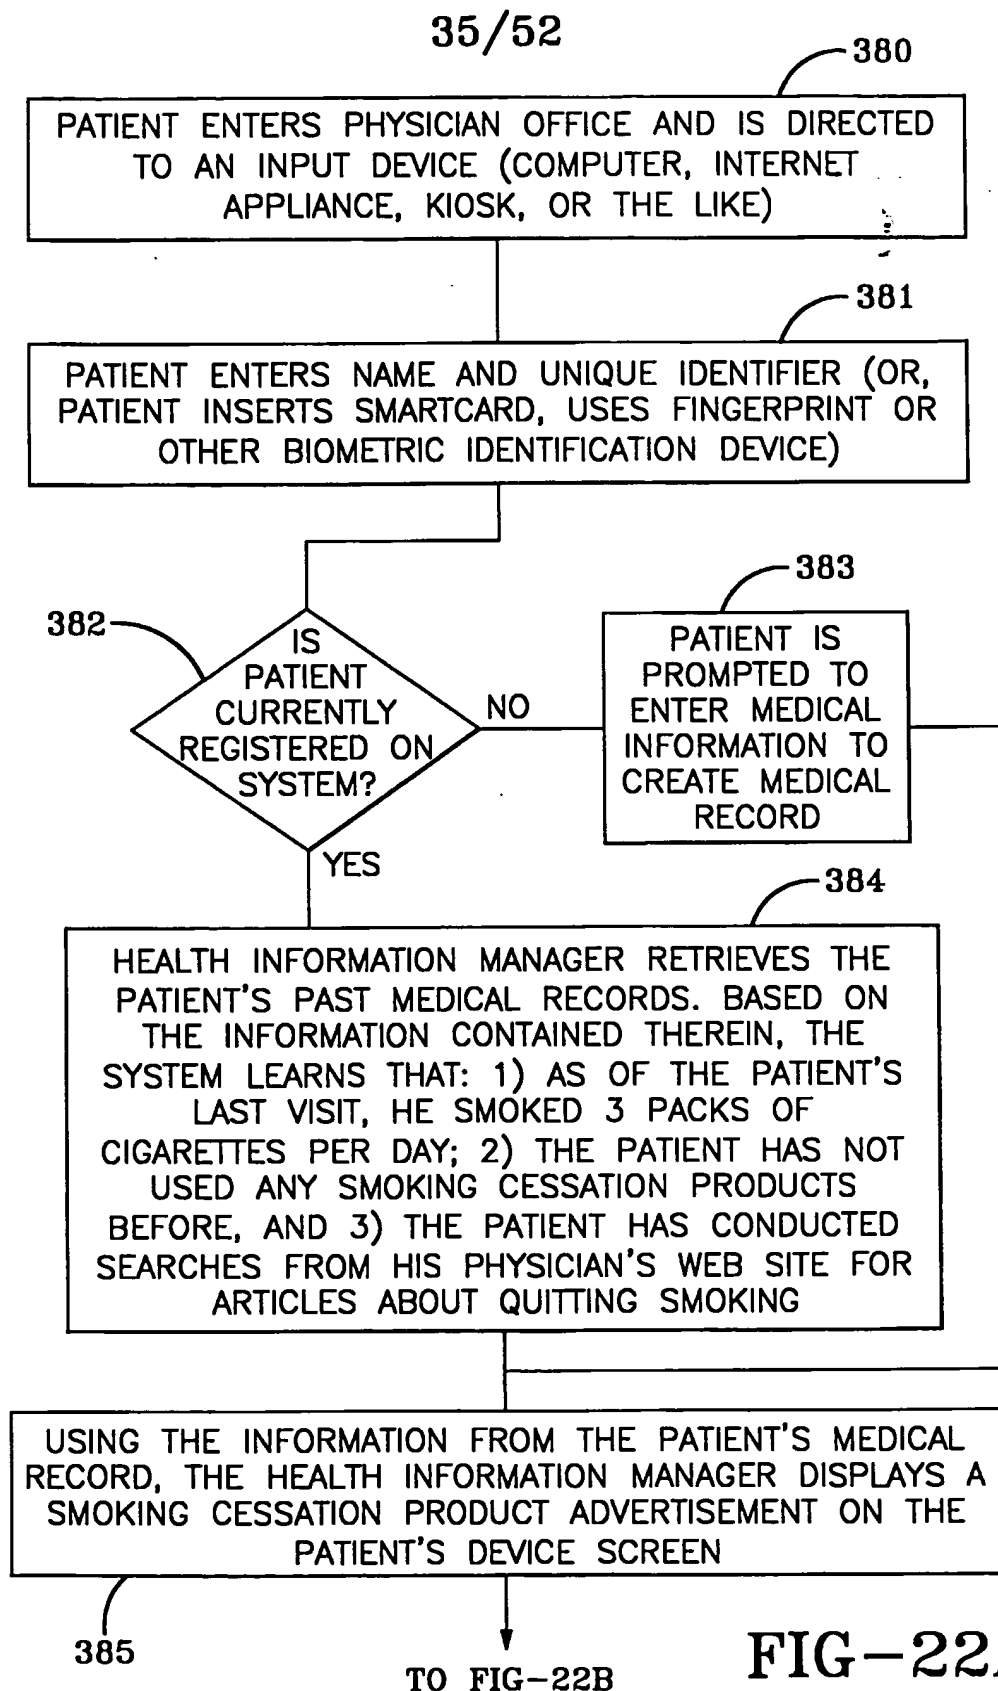 35/52
380
PATIENT ENTERS PHYSICIAN OFFICE AND IS DIRECTED
TO AN INPUT DEVICE (COMPUTER, INTERNET
APPLIANCE, KIOSK, OR THE LIKE)
381
PATIENT ENTERS NAME AND UNIQUE IDENTIFIER (OR,
PATIENT INSERTS SMARTCARD, USES FINGERPRINT OR
OTHER BIOMETRIC IDENTIFICATION DEVICE)
382
IS
PATIENT
CURRENTLY
REGISTERED ON
SYSTEM?
NO
383
PATIENT IS
PROMPTED TO
ENTER MEDICAL
INFORMATION TO
CREATE MEDICAL
RECORD
YES
384
HEALTH INFORMATION MANAGER RETRIEVES THE
PATIENT'S PAST MEDICAL RECORDS. BASED ON
THE INFORMATION CONTAINED THEREIN, THE
SYSTEM LEARNS THAT: 1) AS OF THE PATIENT'S
LAST VISIT, HE SMOKED 3 PACKS OF
CIGARETTES PER DAY; 2) THE PATIENT HAS NOT
USED ANY SMOKING CESSATION PRODUCTS
BEFORE, AND 3) THE PATIENT HAS CONDUCTED
SEARCHES FROM HIS PHYSICIAN'S WEB SITE FOR
ARTICLES ABOUT QUITTING SMOKING
USING THE INFORMATION FROM THE PATIENT'S MEDICAL
RECORD, THE HEALTH INFORMATION MANAGER DISPLAYS A
SMOKING CESSATION PRODUCT ADVERTISEMENT ON THE
PATIENT'S DEVICE SCREEN
385
TO FIG-22B
FIG-22A